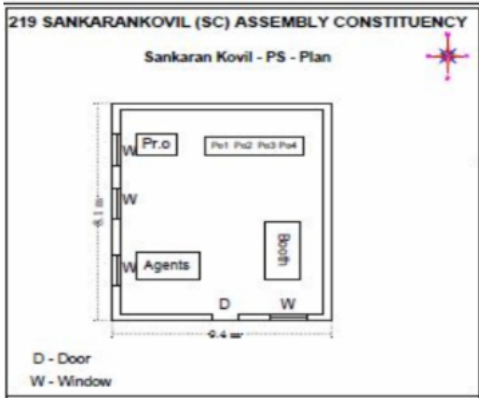 219 SANKARANKOVIL (SC) ASSEMBLY CONSTITUENCY
Sankaran Kovil - PS - Plan
W Pr.o Po1 Po2 Po3 Po4
W
W Agents Booth
D W
D - Door
W - Window